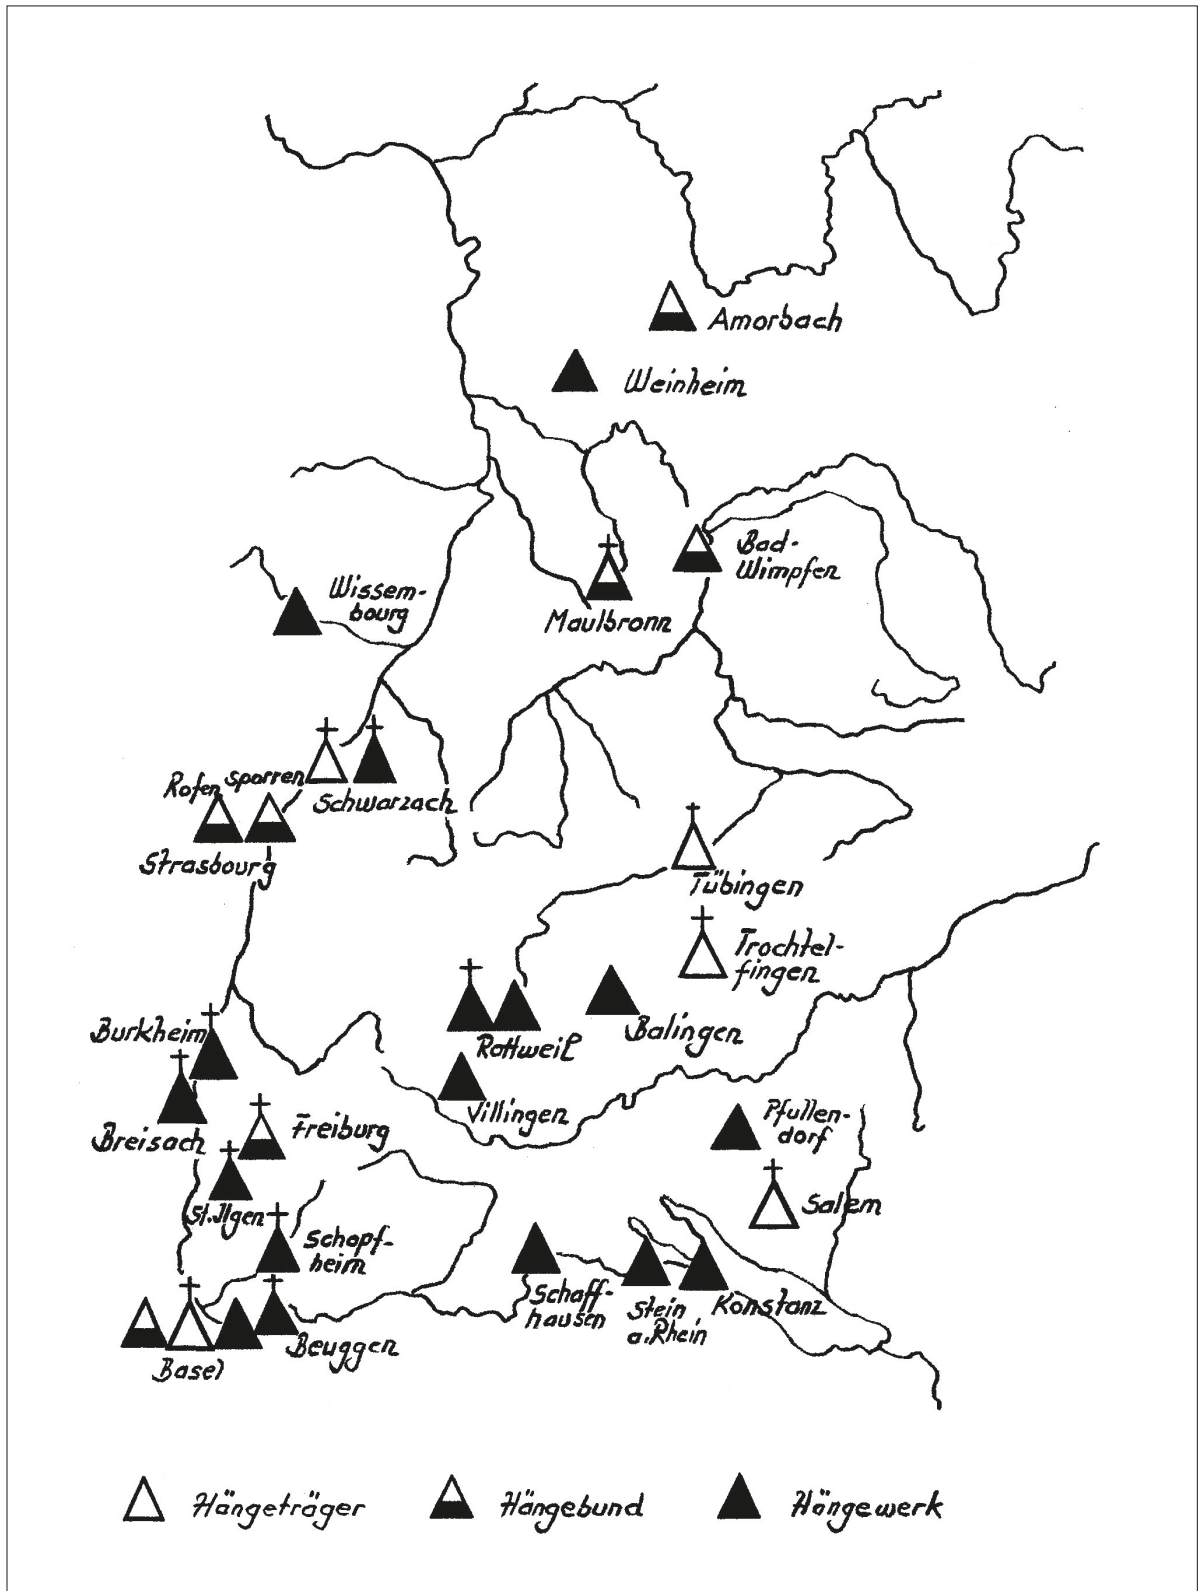 Amorbach
Weinheim
Bad-
Wimpfen
Wissem-
bourg
Maulbronn
Rofen sparren
Schwarzach
Strasbourg
Tübingen
Trochtel-
fingen
Burkheim
Rottweil
Balingen
Villingen
Breisach
Freiburg
Pfullen-
dorf
St. Ilgen
Salem
Schopf-
heim
Schaff-
hausen
Stein
a. Rhein
Konstanz
Beuggen
Basel
Hängeträger
Hängebund
Hängewerk